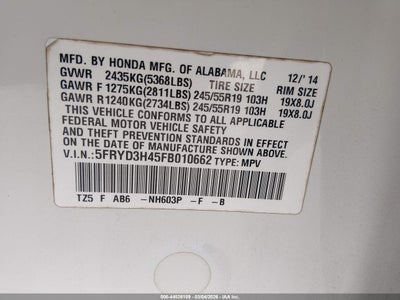 MFD. BY HONDA MFG. OF ALABAMA, LLC 12/' 14
GVWR 2435KG(5368LBS) TIRE SIZE RIM SIZE
GAWR F 1275KG(2811LBS) 245/55R19 103H 19X8.0J
GAWR R 1240KG(2734LBS) 245/55R19 103H 19X8.0J
THIS VEHICLE CONFORMS TO ALL APPLICABLE
FEDERAL MOTOR VEHICLE SAFETY STANDARDS
IN EFFECT ON THE DATE OF MANUFACTURE SHOWN ABOVE.
V.I.N.:5FRYD3H45FB010662 TYPE: MPV
TZ5 F AB6 -NH603P -F -B